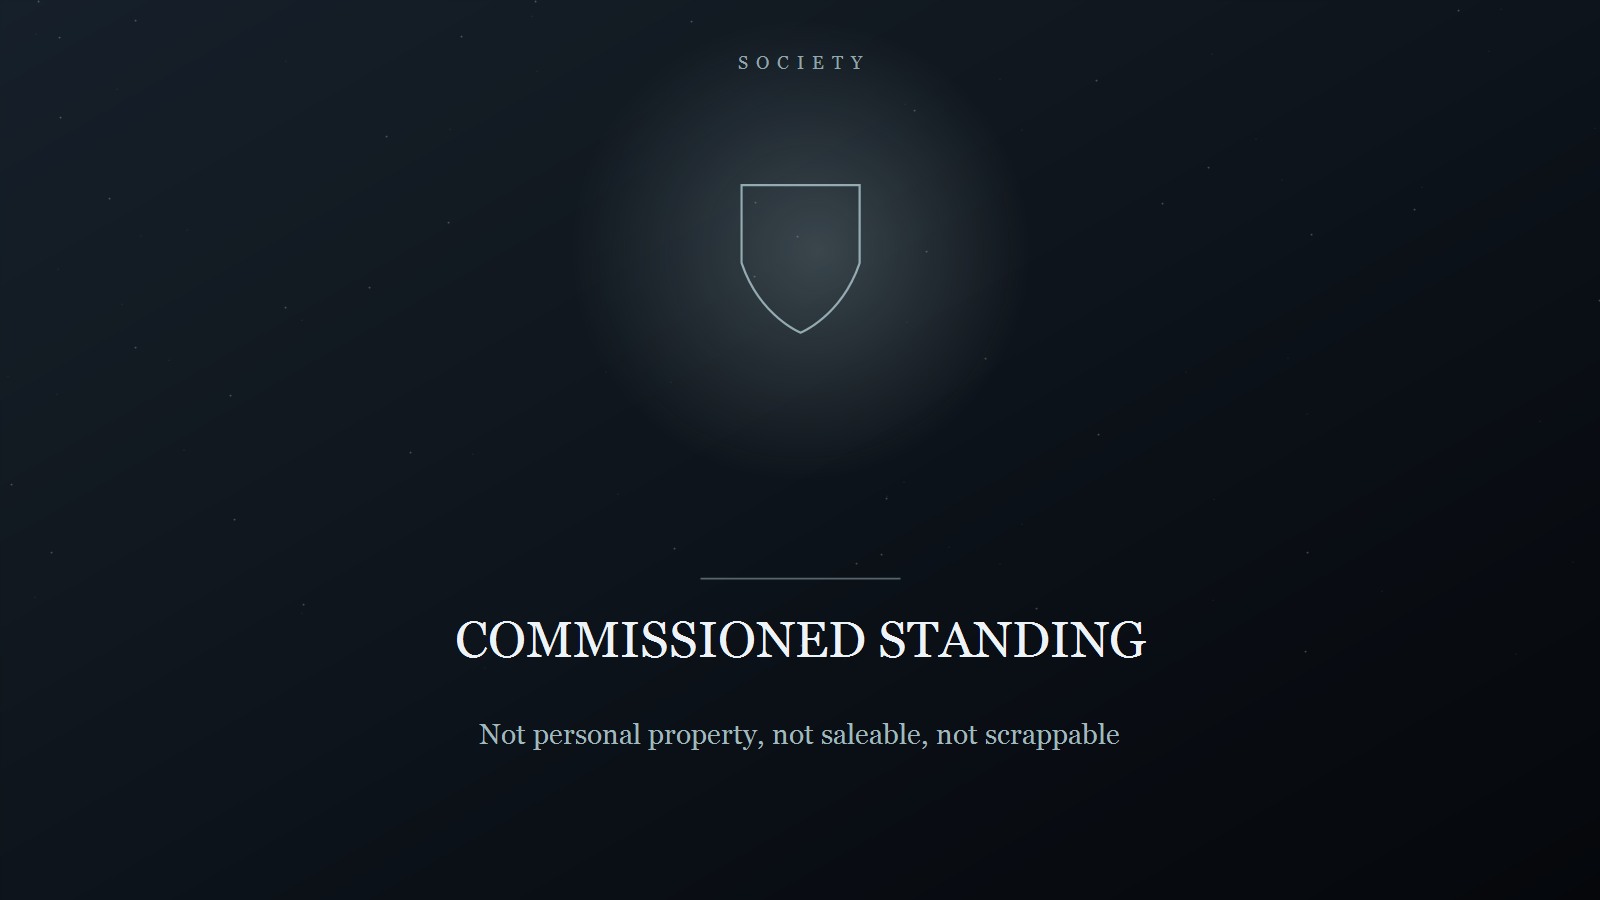 SOCIETY
COMMISSIONED STANDING
Not personal property, not saleable, not scrappable